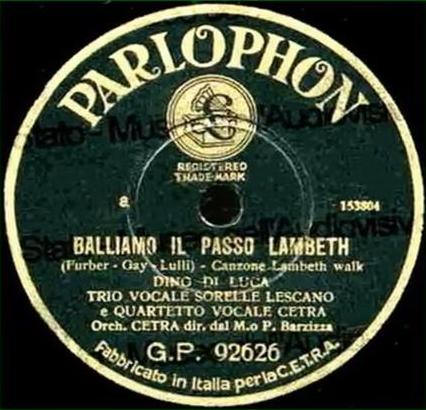 PARLOPHON
REGISTERED
TRADE-MARK
a
153804
BALLIAMO IL PASSO LAMBETH
(Furber - Gay - Lulli) - Canzone Lambeth walk
DINO DI LUCA
TRIO VOCALE SORELLE LESCANO
e QUARTETTO VOCALE CETRA
Orch. CETRA dir. dal M.o P. Barzizza
G.P. 92626
Fabbricato in Italia per la C.E.T.R.A.